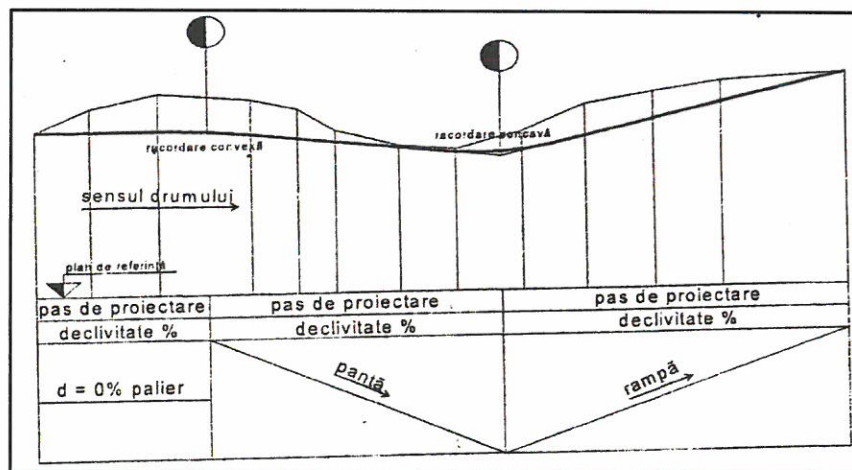 racordare concavă
racordare convexă
sensul drumului
plan de referință
pas de proiectare pas de proiectare pas de proiectare
declivitate % declivitate % declivitate %
d = 0% palier
pantă
rampă